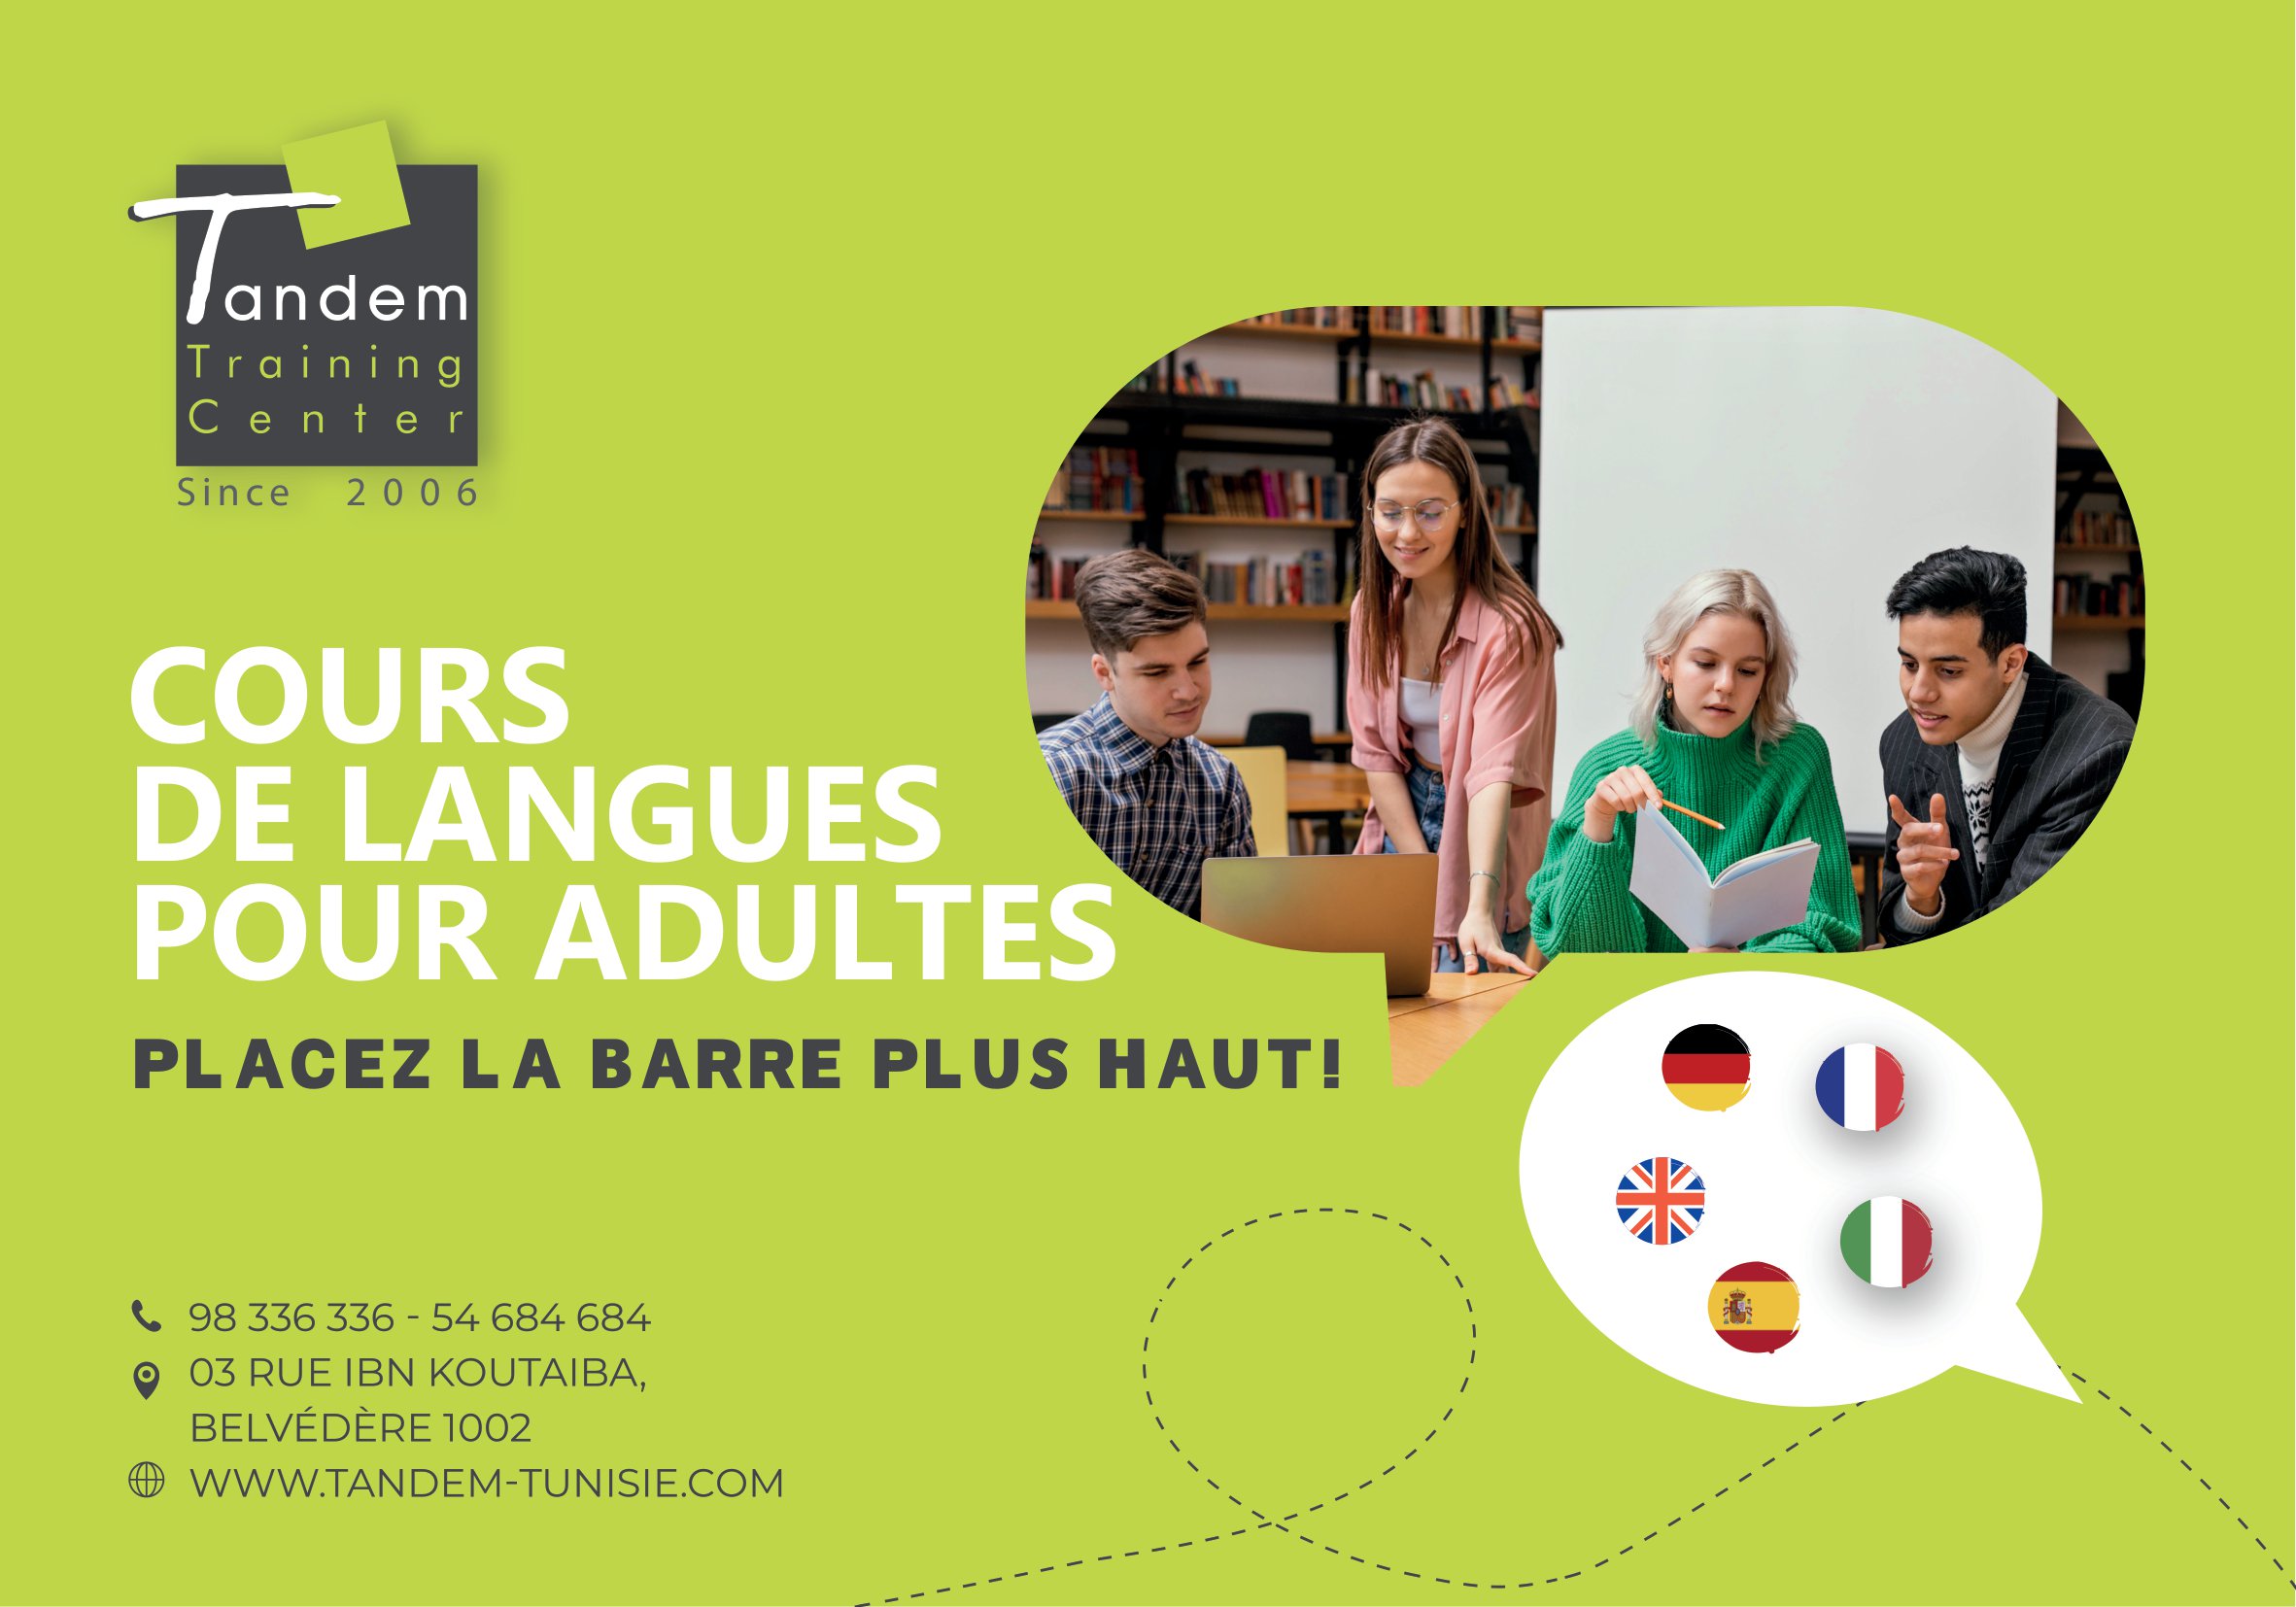 Tandem
Training
Center
Since 2006
COURS
DE LANGUES
POUR ADULTES
PLACEZ LA BARRE PLUS HAUT!
98 336 336 - 54 684 684
03 RUE IBN KOUTAIBA,
BELVÉDÈRE 1002
WWW.TANDEM-TUNISIE.COM